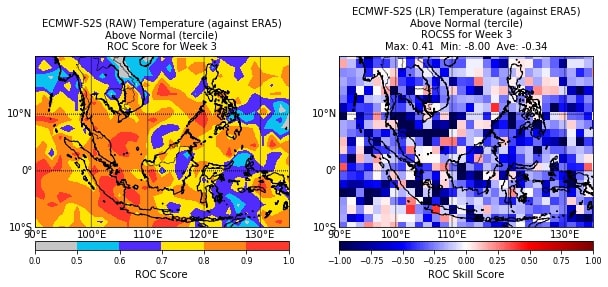 ECMWF-S2S (RAW) Temperature (against ERA5)
Above Normal (tercile)
ROC Score for Week 3
10°N
0°
10°S
90°E 100°E 110°E 120°E 130°E
0.0 0.5 0.6 0.7 0.8 0.9 1.0
ROC Score
ECMWF-S2S (LR) Temperature (against ERA5)
Above Normal (tercile)
ROCSS for Week 3
Max: 0.41 Min: -8.00 Ave: -0.34
10°N
0°
10°S
90°E 100°E 110°E 120°E 130°E
−1.00 −0.75 −0.50 −0.25 0.00 0.25 0.50 0.75 1.00
ROC Skill Score